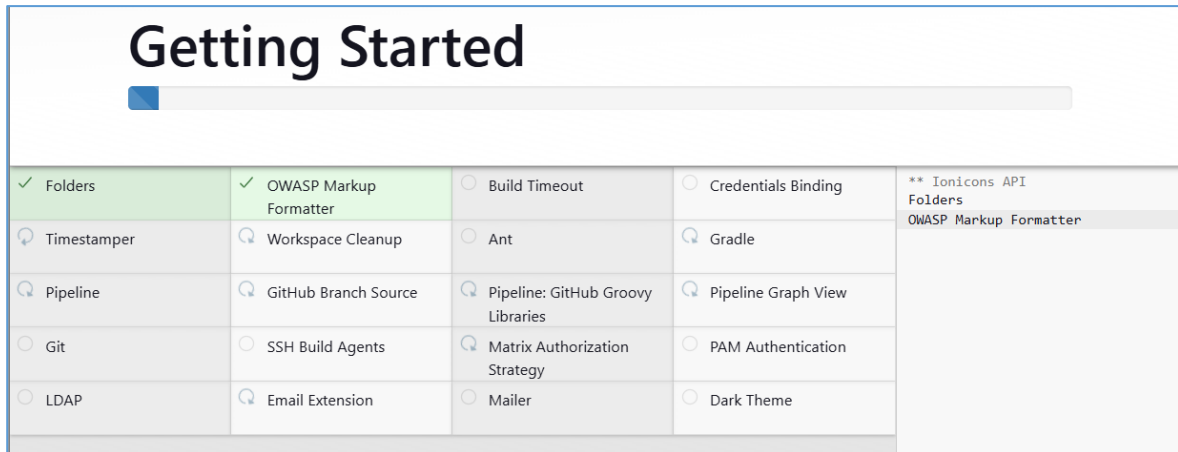 Getting Started
Folders
OWASP Markup
Formatter
Build Timeout
Credentials Binding
Timestamper
Workspace Cleanup
Ant
Gradle
Pipeline
GitHub Branch Source
Pipeline: GitHub Groovy
Libraries
Pipeline Graph View
Git
SSH Build Agents
Matrix Authorization
Strategy
PAM Authentication
LDAP
Email Extension
Mailer
Dark Theme
** Ionicons API
Folders
OWASP Markup Formatter